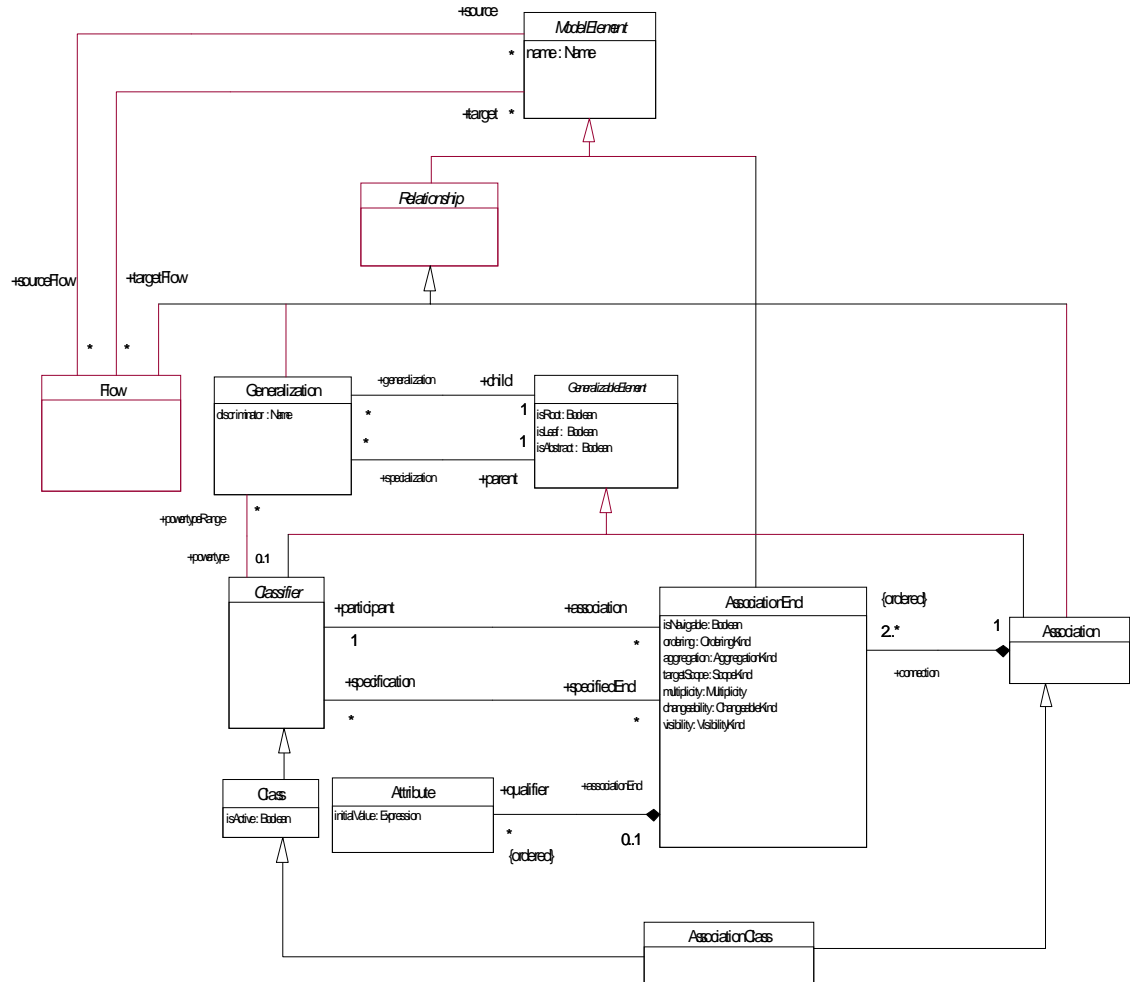 +source
ModelElement
*
name : Name
+target
*
Relationship
+sourceFlow
+targetFlow
*
*
Flow
Generalization
discriminator : Name
+generalization
+child
*
1
*
1
+specialization
+parent
GeneralizableElement
isRoot : Boolean
isLeaf : Boolean
isAbstract : Boolean
+powertypeRange
*
+powertype
0..1
Classifier
+participant
+association
1
*
+specification
+specifiedEnd
*
*
AssociationEnd
isNavigable : Boolean
ordering : OrderingKind
aggregation : AggregationKind
targetScope : ScopeKind
multiplicity : Multiplicity
changeability : ChangeableKind
visibility : VisibilityKind
{ordered}
2..*
1
+connection
Association
Class
isActive : Boolean
Attribute
initialValue : Expression
+qualifier
+associationEnd
*
0..1
{ordered}
AssociationClass